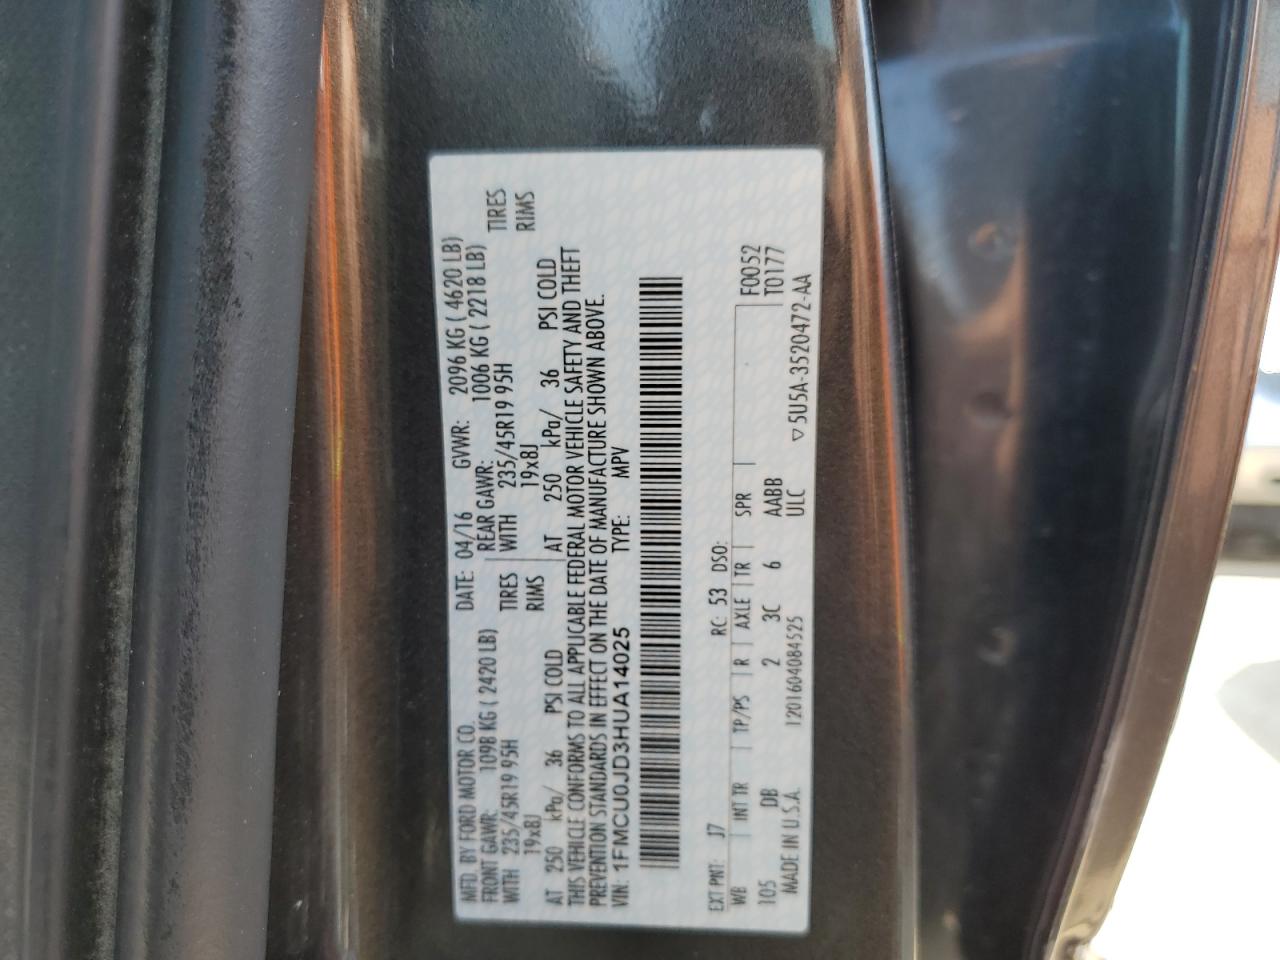 MFD. BY FORD MOTOR CO. DATE: 04/16 GVWR: 2096 KG ( 4620 LB)
FRONT GAWR: 1098 KG ( 2420 LB) REAR GAWR: 1006 KG ( 2218 LB)
WITH 235/45R19 95H TIRES WITH 235/45R19 95H TIRES
19x8J RIMS 19x8J RIMS
AT 250 kPa/ 36 PSI COLD AT 250 kPa/ 36 PSI COLD
THIS VEHICLE CONFORMS TO ALL APPLICABLE FEDERAL MOTOR VEHICLE SAFETY AND THEFT
PREVENTION STANDARDS IN EFFECT ON THE DATE OF MANUFACTURE SHOWN ABOVE.
VIN: 1FMCU0JD3HUA14025 TYPE: MPV
EXT PNT: J7 RC: 53 DSO: F0052
WB INT TR TP/PS R AXLE TR SPR T0177
105 DB 2 3C 6 AABB
MADE IN U.S.A. 1201604084525 ULC ▽5U5A-3520472-AA